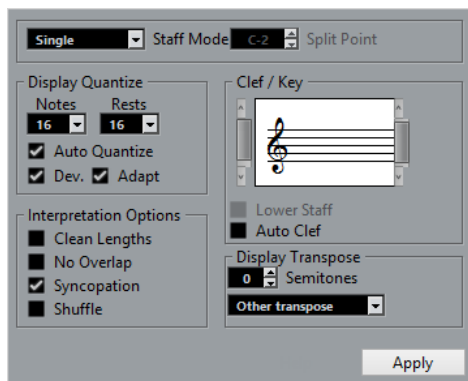 Single Staff Mode C-2 Split Point
Display Quantize
Notes Rests
16 16
Auto Quantize
Dev. Adapt
Interpretation Options
Clean Lengths
No Overlap
Syncopation
Shuffle
Clef / Key
Lower Staff
Auto Clef
Display Transpose
0 Semitones
Other transpose
Apply